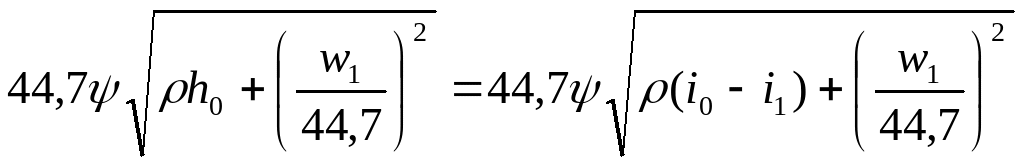 44,7ψ√(ρh₀ + (w₁/44,7)²) = 44,7ψ√(ρ(i₀ - i₁) + (w₁/44,7)²)